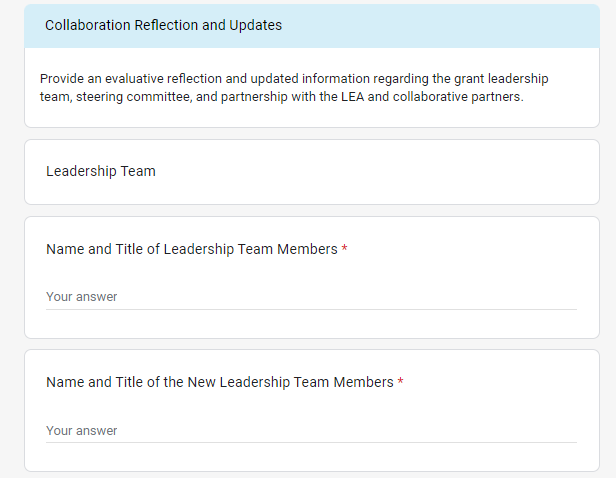 Collaboration Reflection and Updates
Provide an evaluative reflection and updated information regarding the grant leadership
team, steering committee, and partnership with the LEA and collaborative partners.
Leadership Team
Name and Title of Leadership Team Members *
Your answer
Name and Title of the New Leadership Team Members *
Your answer